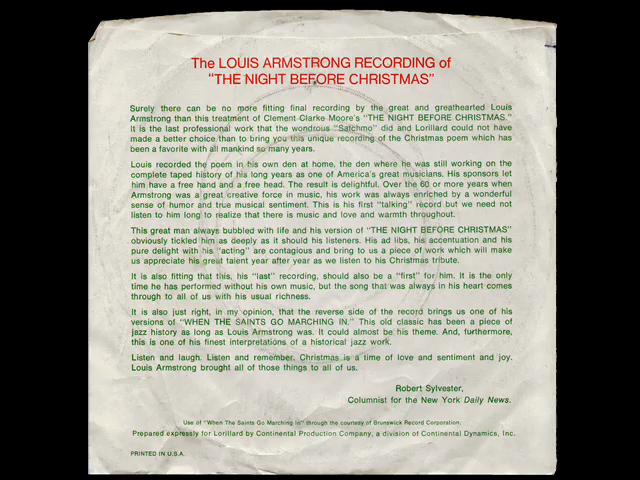 The LOUIS ARMSTRONG RECORDING of
"THE NIGHT BEFORE CHRISTMAS"
Surely there can be no more fitting final recording by the great and greathearted Louis
Armstrong than this treatment of Clement Clarke Moore's "THE NIGHT BEFORE CHRISTMAS."
It is the last professional work that the wondrous "Satchmo" did and Lorillard could not have
made a better choice than to bring you this unique recording of the Christmas poem which has
been a favorite with all mankind so many years.
Louis recorded the poem in his own den at home, the den where he was still working on the
complete taped history of his long years as one of America's great musicians. His sponsors let
him have a free hand and a free head. The result is delightful. Over the 60 or more years when
Armstrong was a great creative force in music, his work was always enriched by a wonderful
sense of humor and true musical sentiment. This is his first "talking" record but we need not
listen to him long to realize that there is music and love and warmth throughout.
This great man always bubbled with life and his version of "THE NIGHT BEFORE CHRISTMAS"
obviously tickled him as deeply as it should his listeners. His ad libs, his accentuation and his
pure delight with his "acting" are contagious and bring to us a piece of work which will make
us appreciate his great talent year after year as we listen to his Christmas tribute.
It is also fitting that this, his "last" recording, should also be a "first" for him. It is the only
time he has performed without his own music, but the song that was always in his heart comes
through to all of us with his usual richness.
It is also just right, in my opinion, that the reverse side of the record brings us one of his
versions of "WHEN THE SAINTS GO MARCHING IN." This old classic has been a piece of
jazz history as long as Louis Armstrong was. It could almost be his theme. And, furthermore,
this is one of his finest interpretations of a historical jazz work.
Listen and laugh. Listen and remember. Christmas is a time of love and sentiment and joy.
Louis Armstrong brought all of those things to all of us.
Robert Sylvester,
Columnist for the New York Daily News.
Use of "When The Saints Go Marching In" through the courtesy of Brunswick Record Corporation.
Prepared expressly for Lorillard by Continental Production Company, a division of Continental Dynamics, Inc.
PRINTED IN U.S.A.